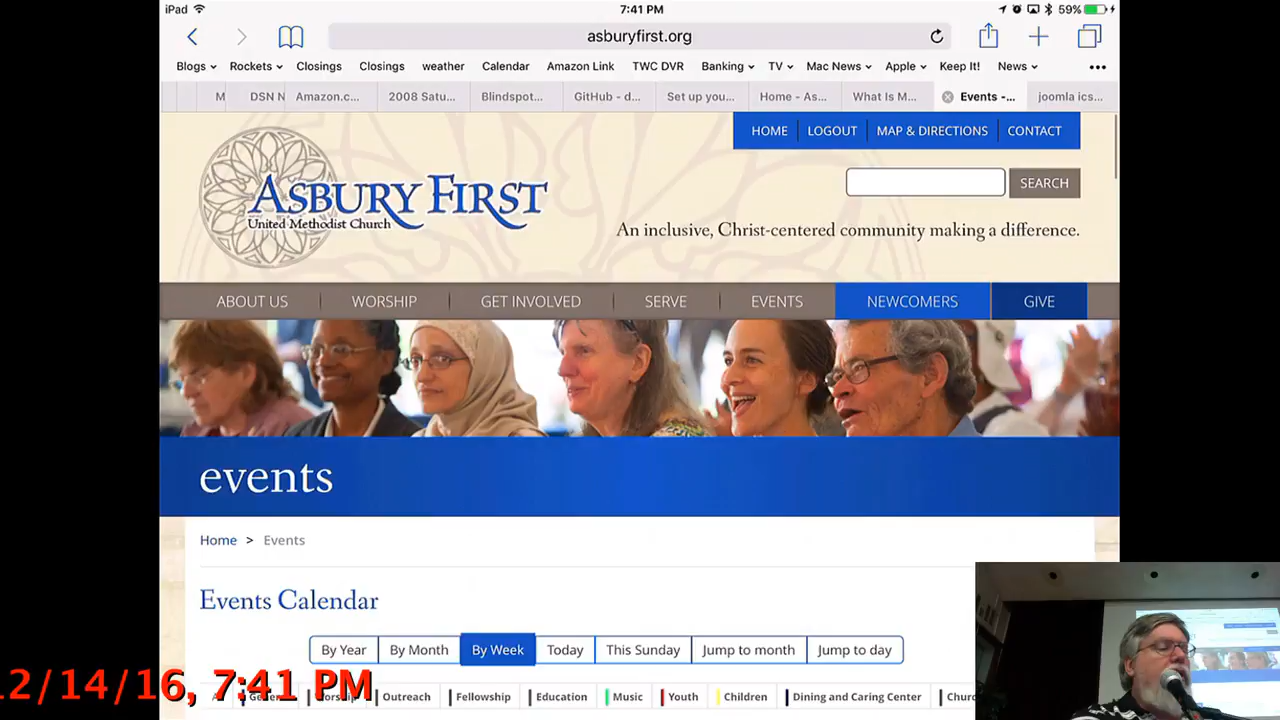 iPad 7:41 PM 59%
asburyfirst.org
Blogs Rockets Closings Closings weather Calendar Amazon Link TWC DVR Banking TV Mac News Apple Keep It! News
M DSN N Amazon.c... 2008 Satu... Blindspot... GitHub - d... Set up you... Home - As... What Is M... Events -... joomla ics...
HOME LOGOUT MAP & DIRECTIONS CONTACT
SEARCH
ASBURY FIRST
United Methodist Church
An inclusive, Christ-centered community making a difference.
ABOUT US WORSHIP GET INVOLVED SERVE EVENTS NEWCOMERS GIVE
events
Home > Events
Events Calendar
By Year By Month By Week Today This Sunday Jump to month Jump to day
Outreach Fellowship Education Music Youth Children Dining and Caring Center
12/14/16, 7:41 PM